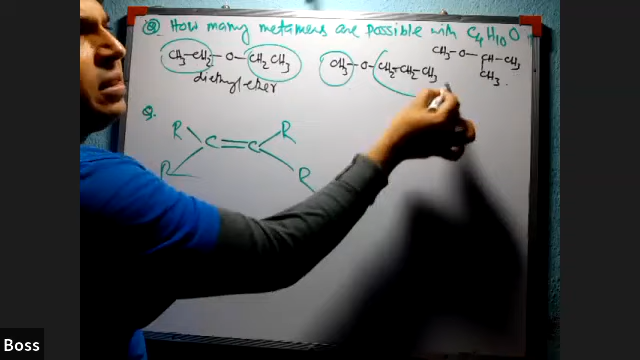 Q. How many metamers are possible with C4H10O
CH3-CH2-O-CH2CH3
diethyl ether
CH3-O-CH2-CH2-CH3
CH3-O-CH-CH3
CH3
Q.
R R
C=C
R R
Boss